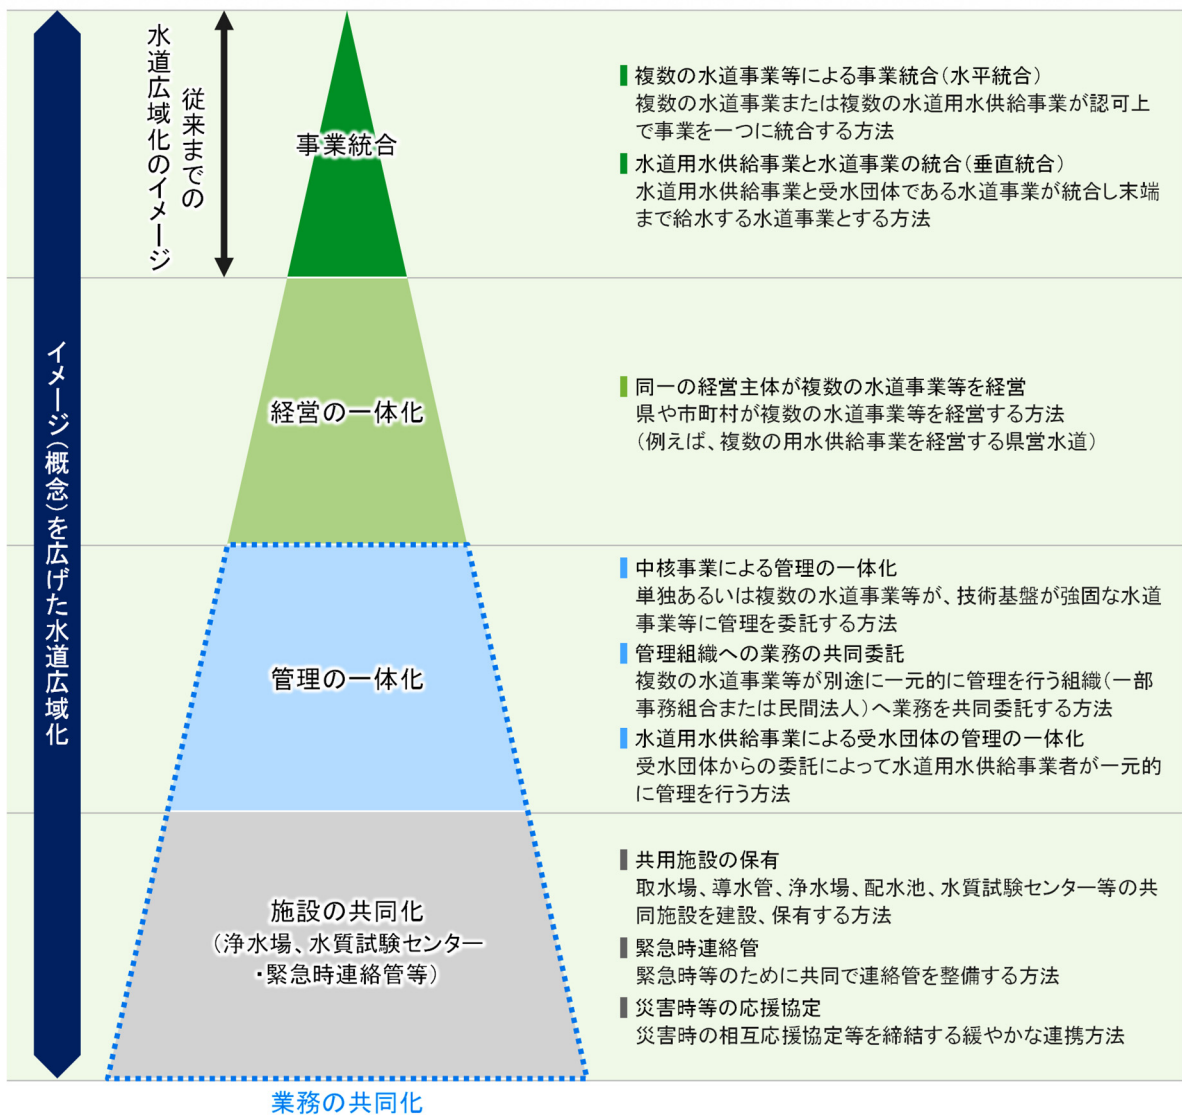 従来までの
水道広域化のイメージ
イメージ(概念)を広げた水道広域化
事業統合
複数の水道事業等による事業統合(水平統合)
複数の水道事業または複数の水道用水供給事業が認可上
で事業を一つに統合する方法
水道用水供給事業と水道事業の統合(垂直統合)
水道用水供給事業と受水団体である水道事業が統合し末端
まで給水する水道事業とする方法
経営の一体化
同一の経営主体が複数の水道事業等を経営
県や市町村が複数の水道事業等を経営する方法
(例えば、複数の用水供給事業を経営する県営水道)
管理の一体化
中核事業による管理の一体化
単独あるいは複数の水道事業等が、技術基盤が強固な水道
事業等に管理を委託する方法
管理組織への業務の共同委託
複数の水道事業等が別途に一元的に管理を行う組織(一部
事務組合または民間法人)へ業務を共同委託する方法
水道用水供給事業による受水団体の管理の一体化
受水団体からの委託によって水道用水供給事業者が一元的
に管理を行う方法
施設の共同化
(浄水場、水質試験センター
・緊急時連絡管等)
共用施設の保有
取水場、導水管、浄水場、配水池、水質試験センター等の共
同施設を建設、保有する方法
緊急時連絡管
緊急時等のために共同で連絡管を整備する方法
災害時等の応援協定
災害時の相互応援協定等を締結する緩やかな連携方法
業務の共同化